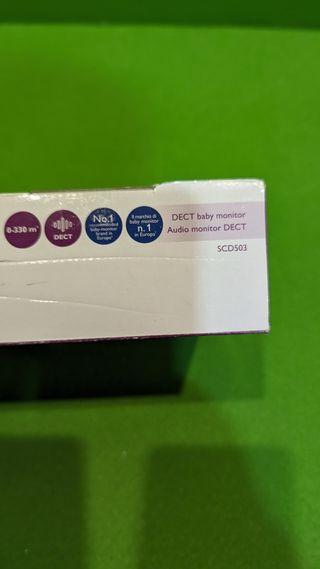 0-330 m
DECT
No.1
recommended
baby monitor
brand in
Europe
Il marchio di
baby monitor
n. 1
in Europa
DECT baby monitor
Audio monitor DECT
SCD503